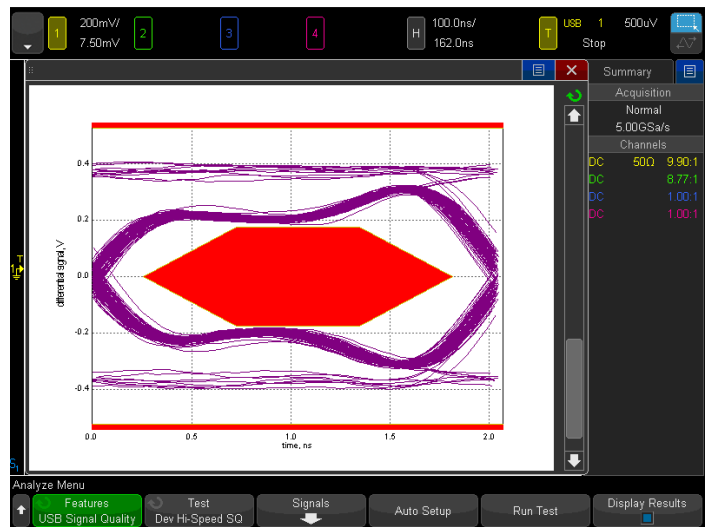 1 200mV/ 7.50mV 2 3 4 H 100.0ns/ 162.0ns T USB 1 500uV Stop
Summary
Acquisition
Normal
5.00GSa/s
Channels
DC 50Ω 9.90:1
DC 8.77:1
DC 1.00:1
DC 1.00:1
differential signal, V
0.4
0.2
0.0
-0.2
-0.4
0.0 0.5 1.0 1.5 2.0
time, ns
T
1
S1
Analyze Menu
Features
USB Signal Quality
Test
Dev Hi-Speed SQ
Signals
Auto Setup
Run Test
Display Results